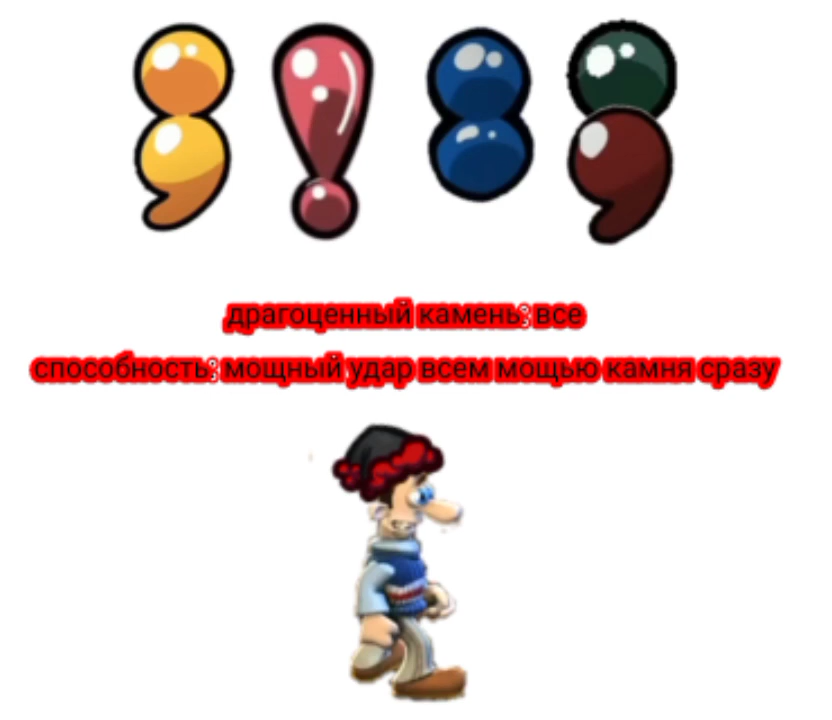 ; ! : ;
драгоценный камень: все
способность: мощный удар всем мощью камня сразу